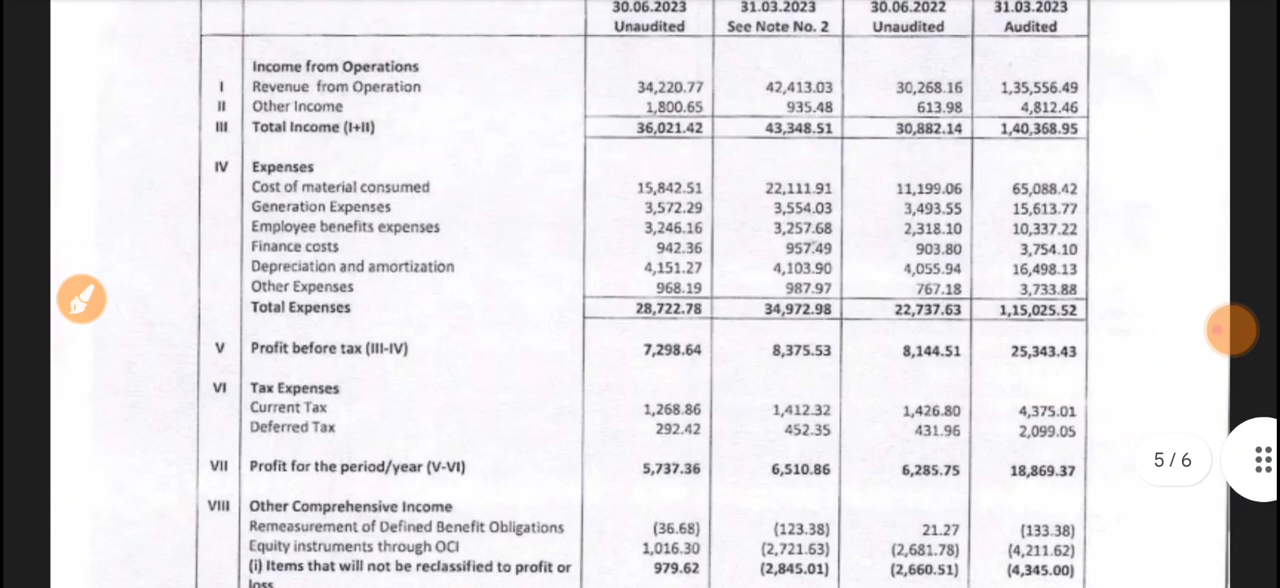 30.06.2023 31.03.2023 30.06.2022 31.03.2023
Unaudited See Note No. 2 Unaudited Audited
Income from Operations
I Revenue from Operation 34,220.77 42,413.03 30,268.16 1,35,556.49
II Other Income 1,800.65 935.48 613.98 4,812.46
III Total Income (I+II) 36,021.42 43,348.51 30,882.14 1,40,368.95
IV Expenses
Cost of material consumed 15,842.51 22,111.91 11,199.06 65,088.42
Generation Expenses 3,572.29 3,554.03 3,493.55 15,613.77
Employee benefits expenses 3,246.16 3,257.68 2,318.10 10,337.22
Finance costs 942.36 957.49 903.80 3,754.10
Depreciation and amortization 4,151.27 4,103.90 4,055.94 16,498.13
Other Expenses 968.19 987.97 767.18 3,733.88
Total Expenses 28,722.78 34,972.98 22,737.63 1,15,025.52
V Profit before tax (III-IV) 7,298.64 8,375.53 8,144.51 25,343.43
VI Tax Expenses
Current Tax 1,268.86 1,412.32 1,426.80 4,375.01
Deferred Tax 292.42 452.35 431.96 2,099.05
VII Profit for the period/year (V-VI) 5,737.36 6,510.86 6,285.75 18,869.37
VIII Other Comprehensive Income
Remeasurement of Defined Benefit Obligations (36.68) (123.38) 21.27 (133.38)
Equity instruments through OCI 1,016.30 (2,721.63) (2,681.78) (4,211.62)
(i) Items that will not be reclassified to profit or 979.62 (2,845.01) (2,660.51) (4,345.00)
loss
5 / 6